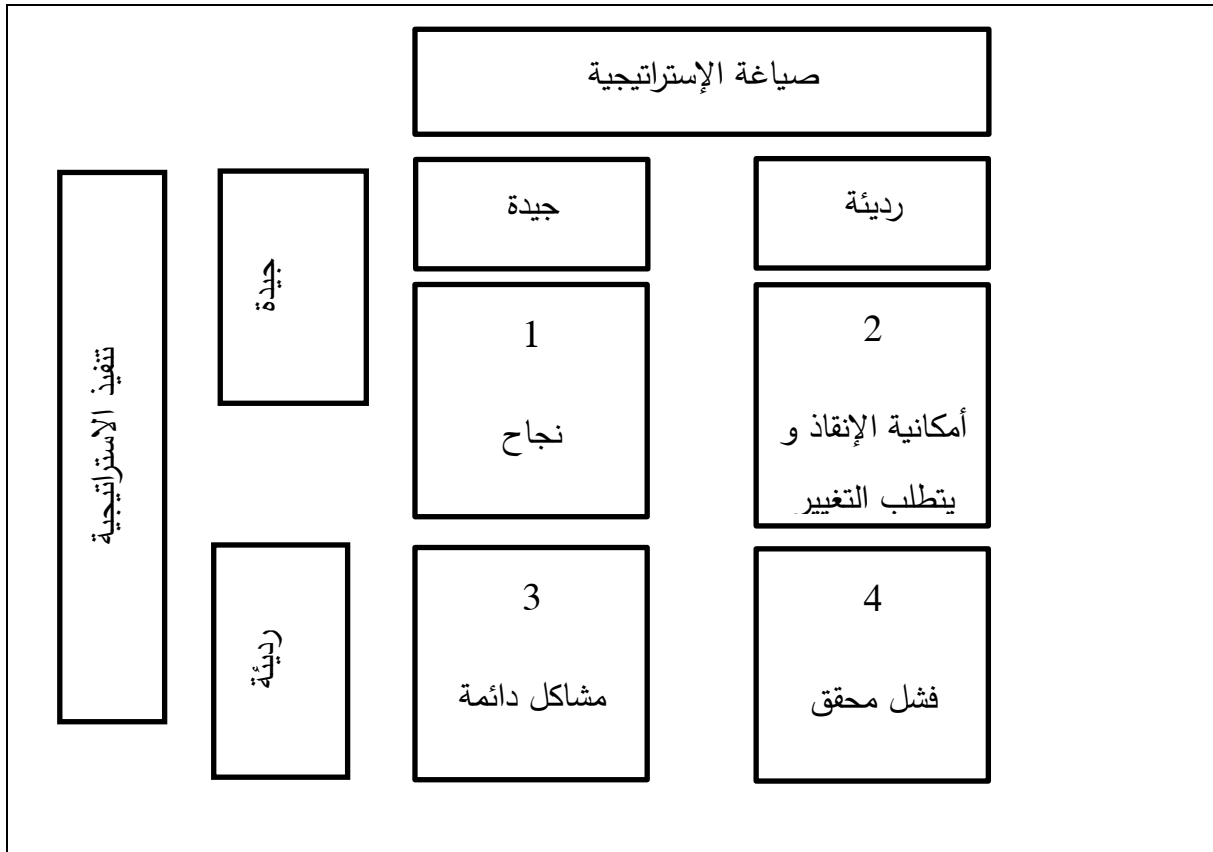 صياغة الإستراتيجية
جيدة
رديئة
تنفيذ الاستراتيجية
جيدة
1
نجاح
2
أمكانية الإنقاذ و
يتطلب التغيير
رديئة
3
مشاكل دائمة
4
فشل محقق